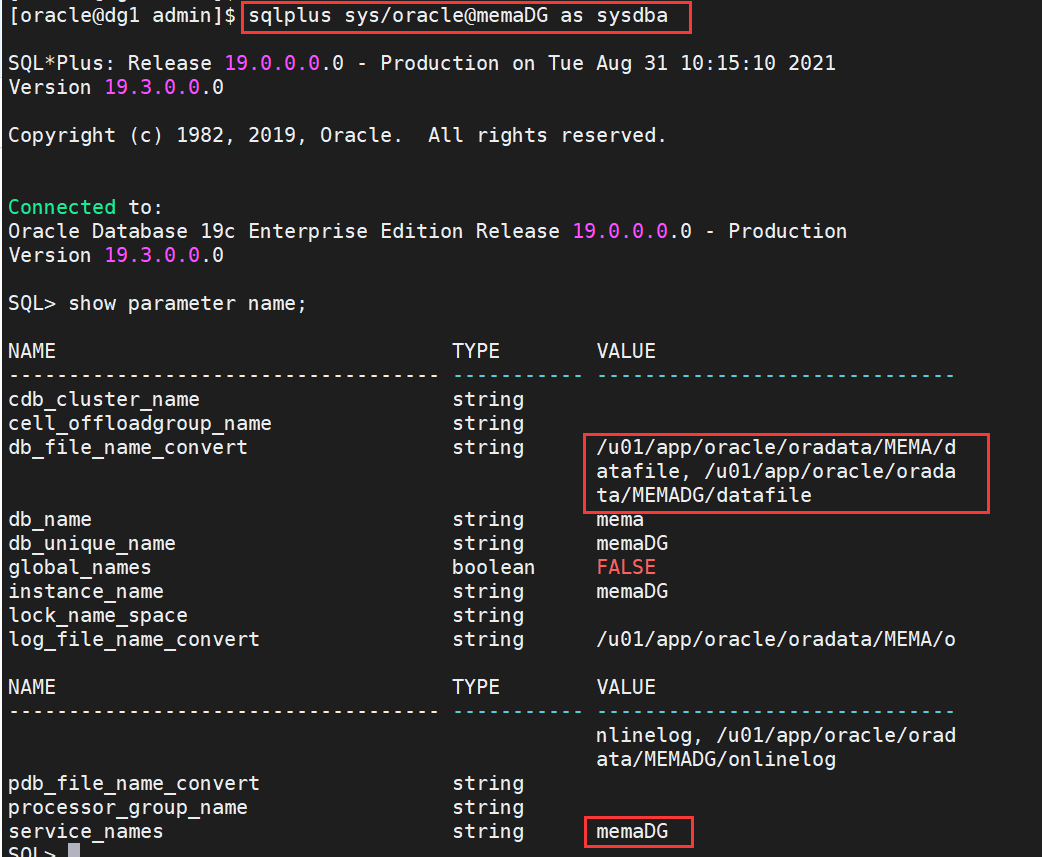 [oracle@dg1 admin]$ sqlplus sys/oracle@memaDG as sysdba
SQL*Plus: Release 19.0.0.0.0 - Production on Tue Aug 31 10:15:10 2021
Version 19.3.0.0.0
Copyright (c) 1982, 2019, Oracle.  All rights reserved.
Connected to:
Oracle Database 19c Enterprise Edition Release 19.0.0.0.0 - Production
Version 19.3.0.0.0
SQL> show parameter name;
NAME                                 TYPE        VALUE
------------------------------------ ----------- ------------------------------
cdb_cluster_name                     string
cell_offloadgroup_name               string
db_file_name_convert                 string      /u01/app/oracle/oradata/MEMA/d
                                                 atafile, /u01/app/oracle/orada
                                                 ta/MEMADG/datafile
db_name                              string      mema
db_unique_name                       string      memaDG
global_names                         boolean     FALSE
instance_name                        string      memaDG
lock_name_space                      string
log_file_name_convert                string      /u01/app/oracle/oradata/MEMA/o
NAME                                 TYPE        VALUE
------------------------------------ ----------- ------------------------------
                                                 nlinelog, /u01/app/oracle/orad
                                                 ata/MEMADG/onlinelog
pdb_file_name_convert                string
processor_group_name                 string
service_names                        string      memaDG
SQL>